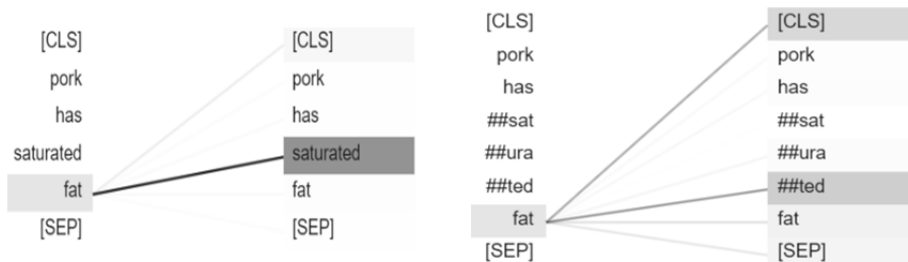 [CLS] [CLS]
pork pork
has has
saturated saturated
fat fat
[SEP] [SEP]
[CLS] [CLS]
pork pork
has has
##sat ##sat
##ura ##ura
##ted ##ted
fat fat
[SEP] [SEP]